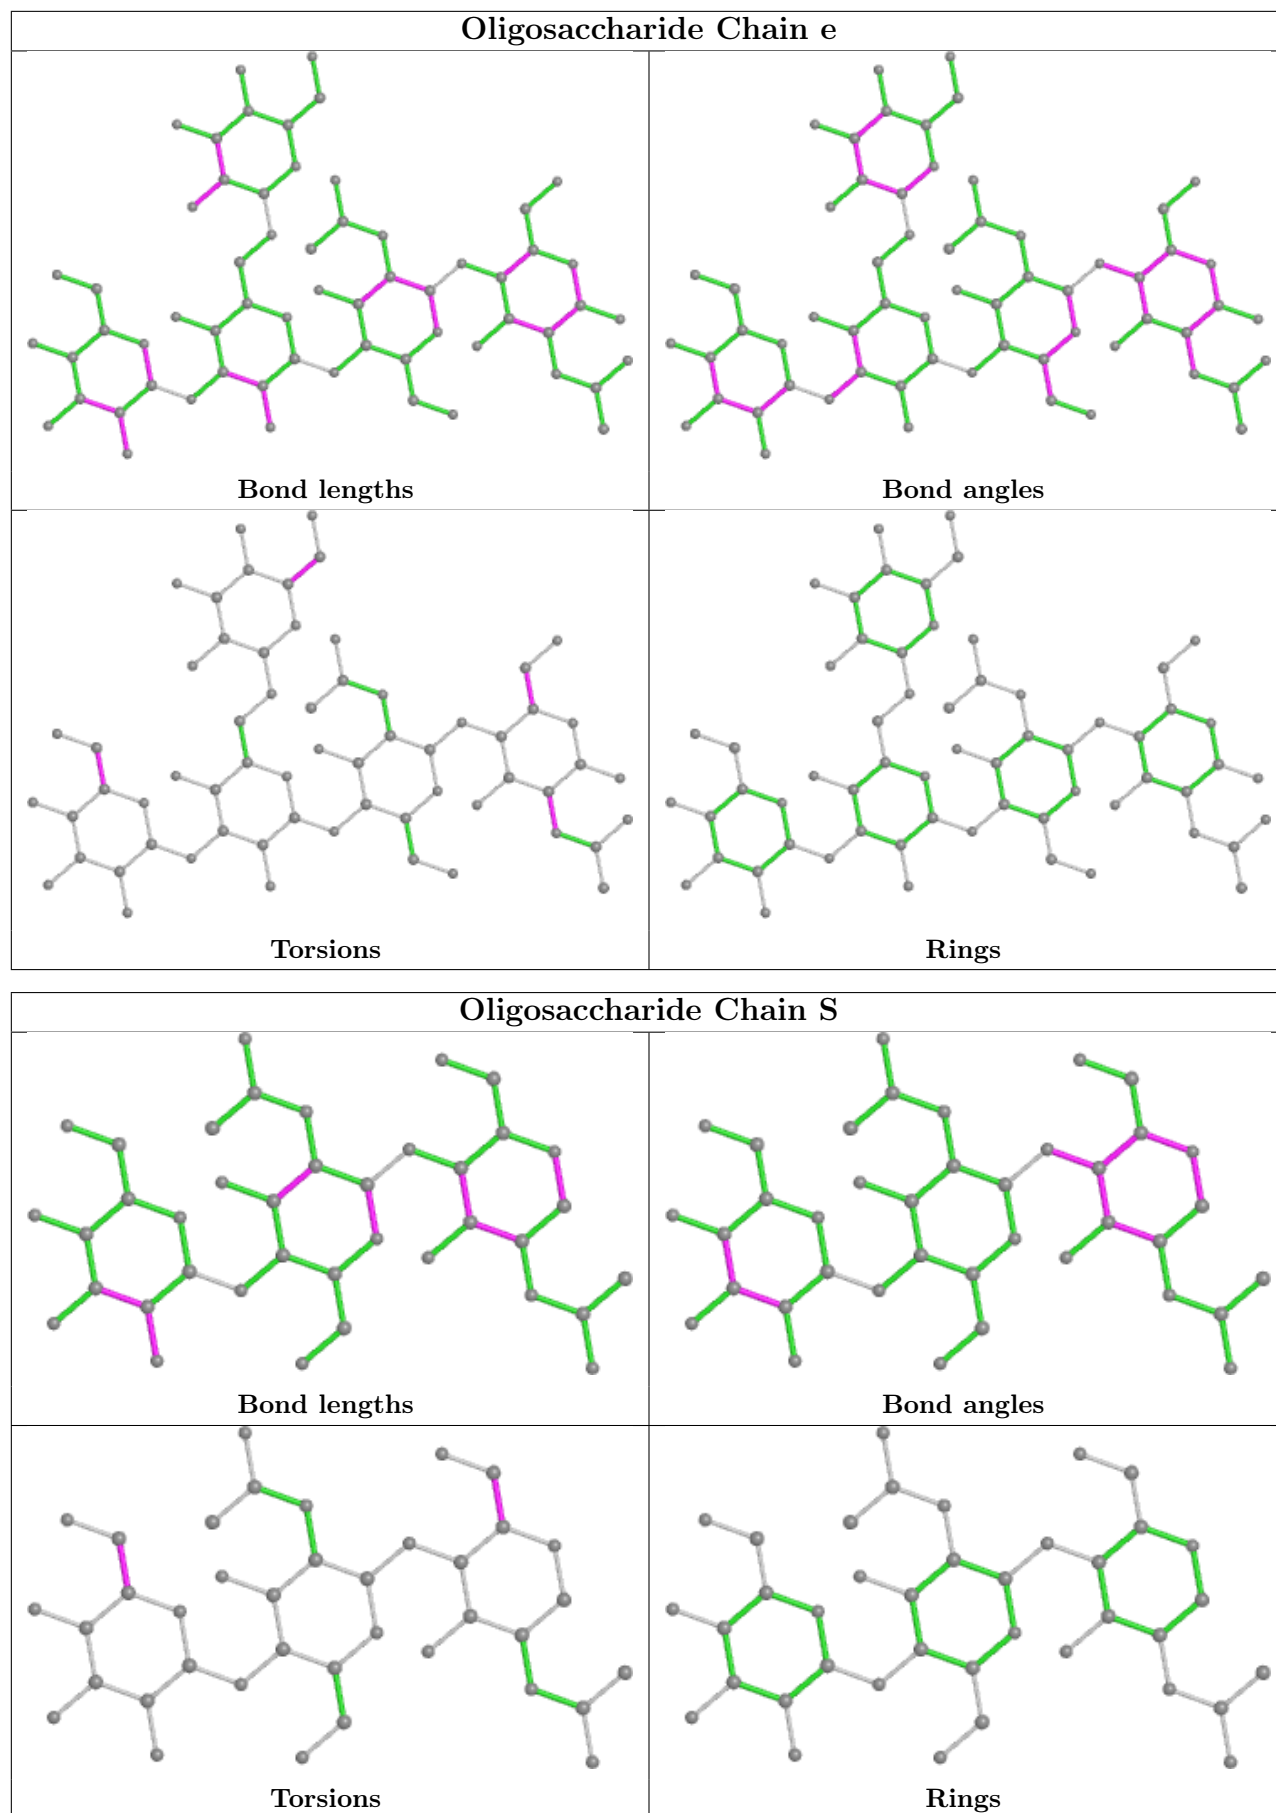 Oligosaccharide Chain e
Bond lengths
Bond angles
Torsions
Rings
Oligosaccharide Chain S
Bond lengths
Bond angles
Torsions
Rings